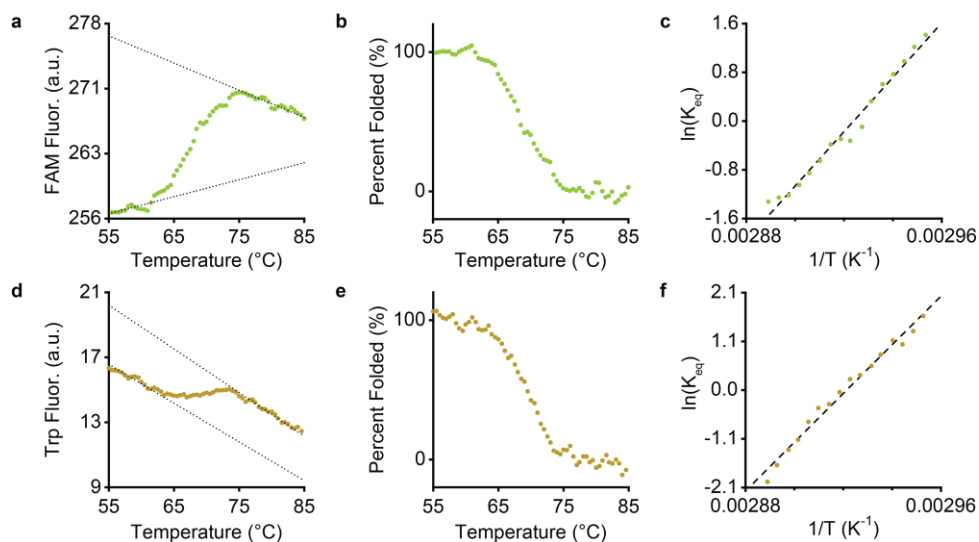 a
FAM Fluor. (a.u.)
278
271
263
256
55 65 75 85
Temperature (°C)
b
Percent Folded (%)
100
0
55 65 75 85
Temperature (°C)
c
ln(K_eq)
1.6
0.8
0.0
-0.8
-1.6
0.00288 0.00296
1/T (K⁻¹)
d
Trp Fluor. (a.u.)
21
17
13
9
55 65 75 85
Temperature (°C)
e
Percent Folded (%)
100
0
55 65 75 85
Temperature (°C)
f
ln(K_eq)
2.1
1.1
0.0
-1.1
-2.1
0.00288 0.00296
1/T (K⁻¹)